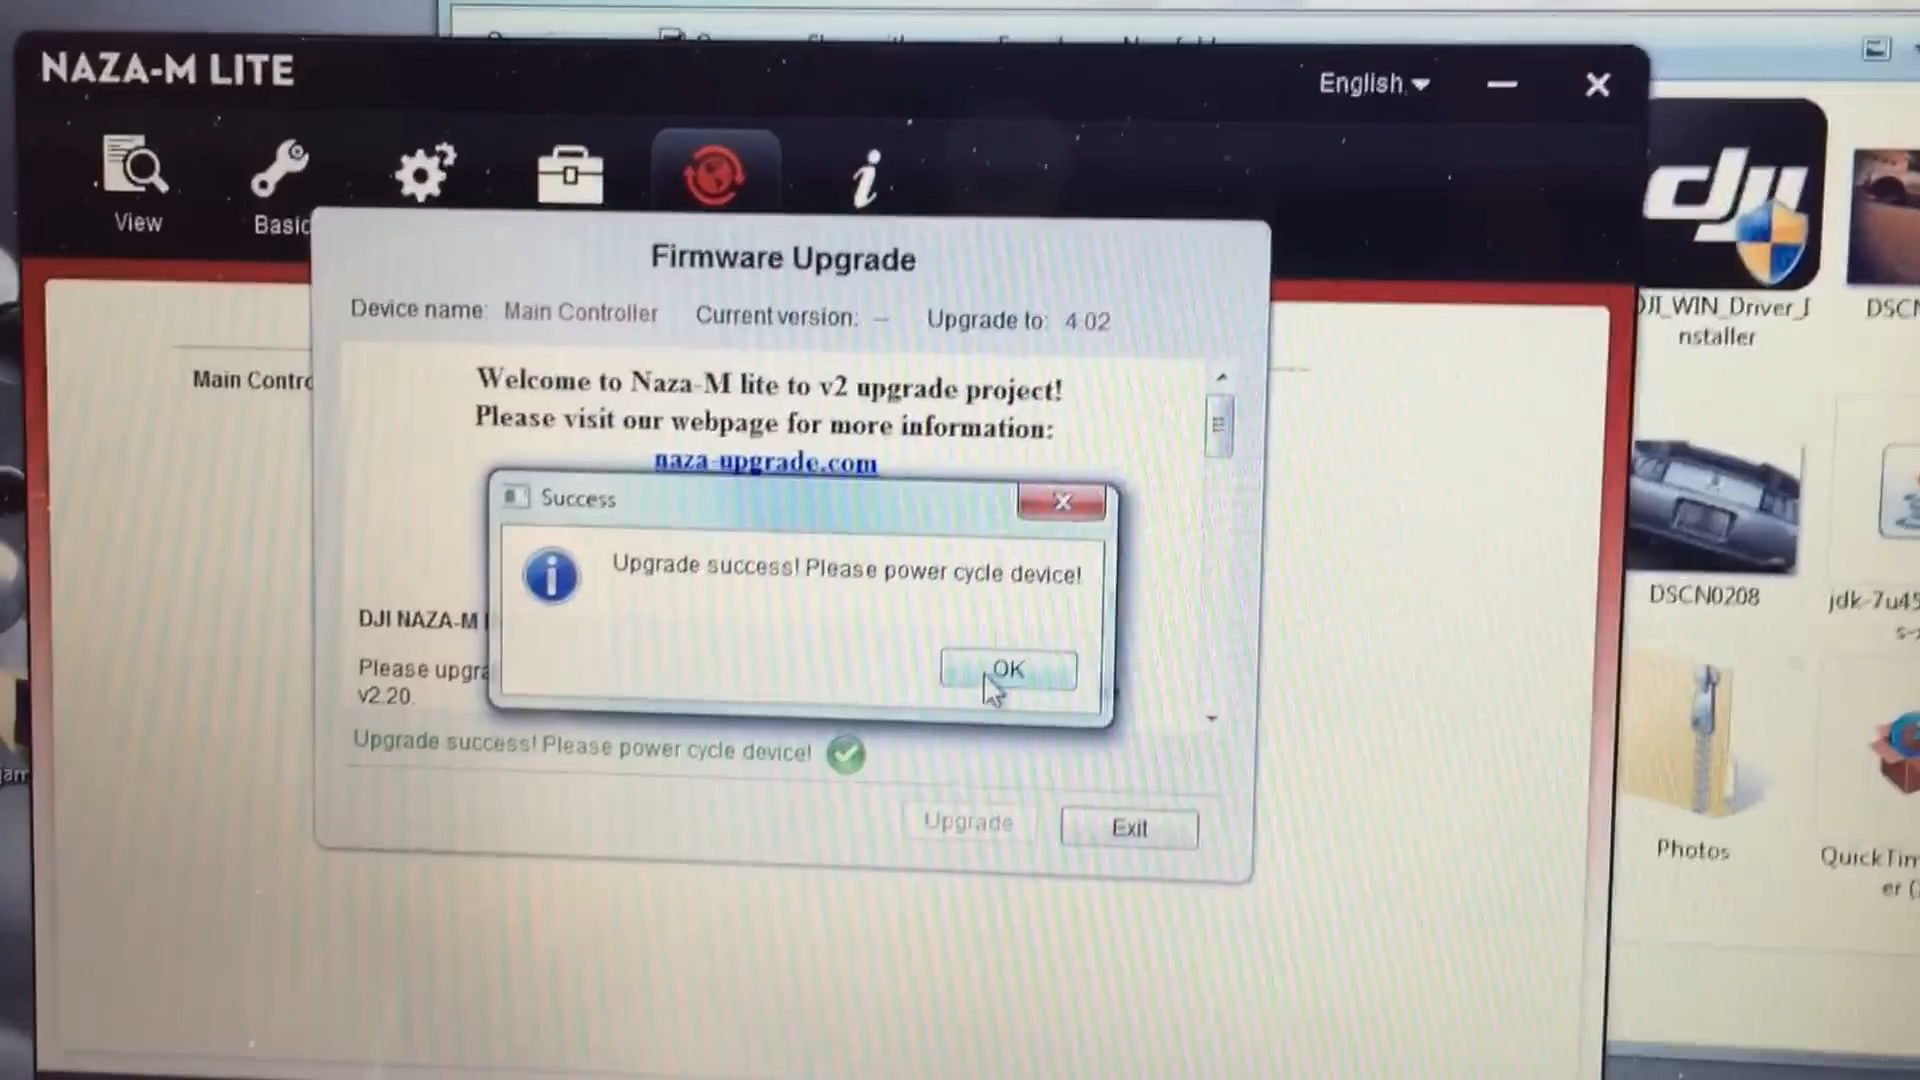 NAZA-M LITE
English
View
Basic
Firmware Upgrade
Device name: Main Controller Current version: -- Upgrade to: 4.02
Main Contro
Welcome to Naza-M lite to v2 upgrade project!
Please visit our webpage for more information:
naza-upgrade.com
Success
Upgrade success! Please power cycle device!
OK
DJI NAZA-M
Please upgra
v2.20.
Upgrade success! Please power cycle device!
Upgrade
Exit
dji
DJI_WIN_Driver_I
nstaller
DSCN
DSCN0208
jdk-7u45
s-
Photos
QuickTim
er (